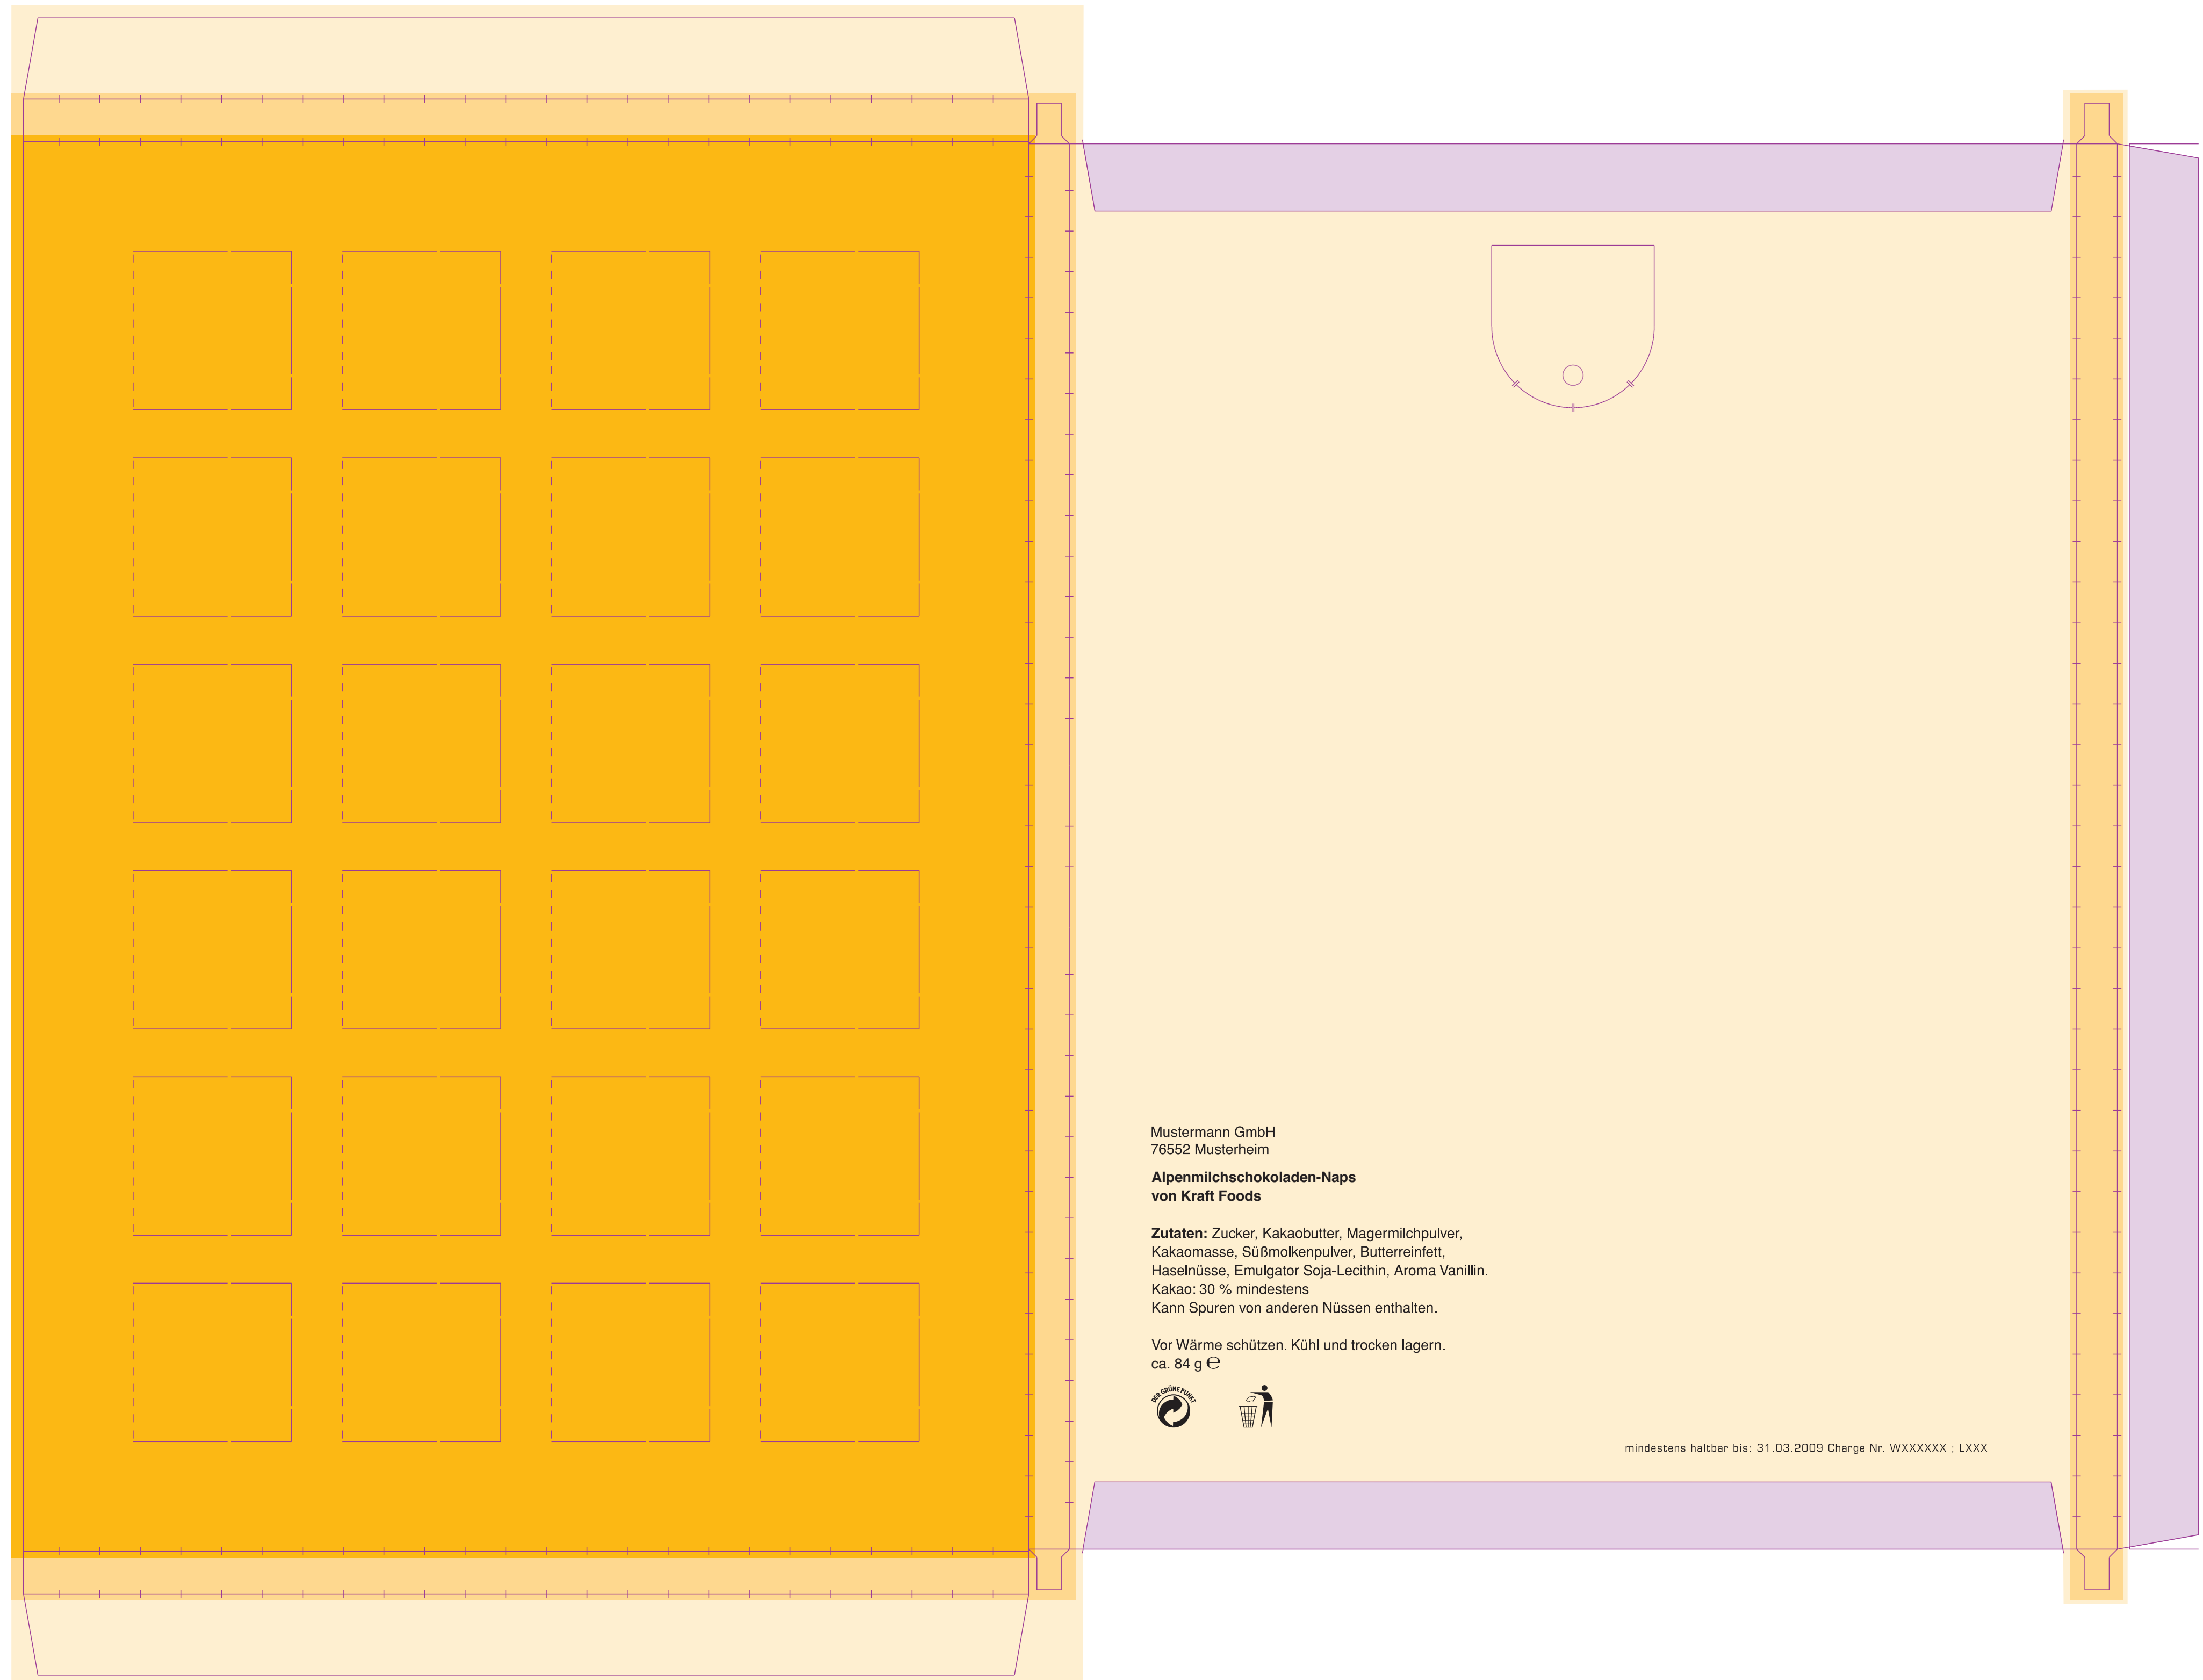 Mustermann GmbH
76552 Musterheim
Alpenmilchschokoladen-Naps
von Kraft Foods
Zutaten: Zucker, Kakaobutter, Magermilchpulver,
Kakaomasse, Süßmolkenpulver, Butterreinfett,
Haselnüsse, Emulgator Soja-Lecithin, Aroma Vanillin.
Kakao: 30 % mindestens
Kann Spuren von anderen Nüssen enthalten.
Vor Wärme schützen. Kühl und trocken lagern.
ca. 84 g ℮
DER GRÜNE PUNKT
mindestens haltbar bis: 31.03.2009 Charge Nr. WXXXXXX ; LXXX